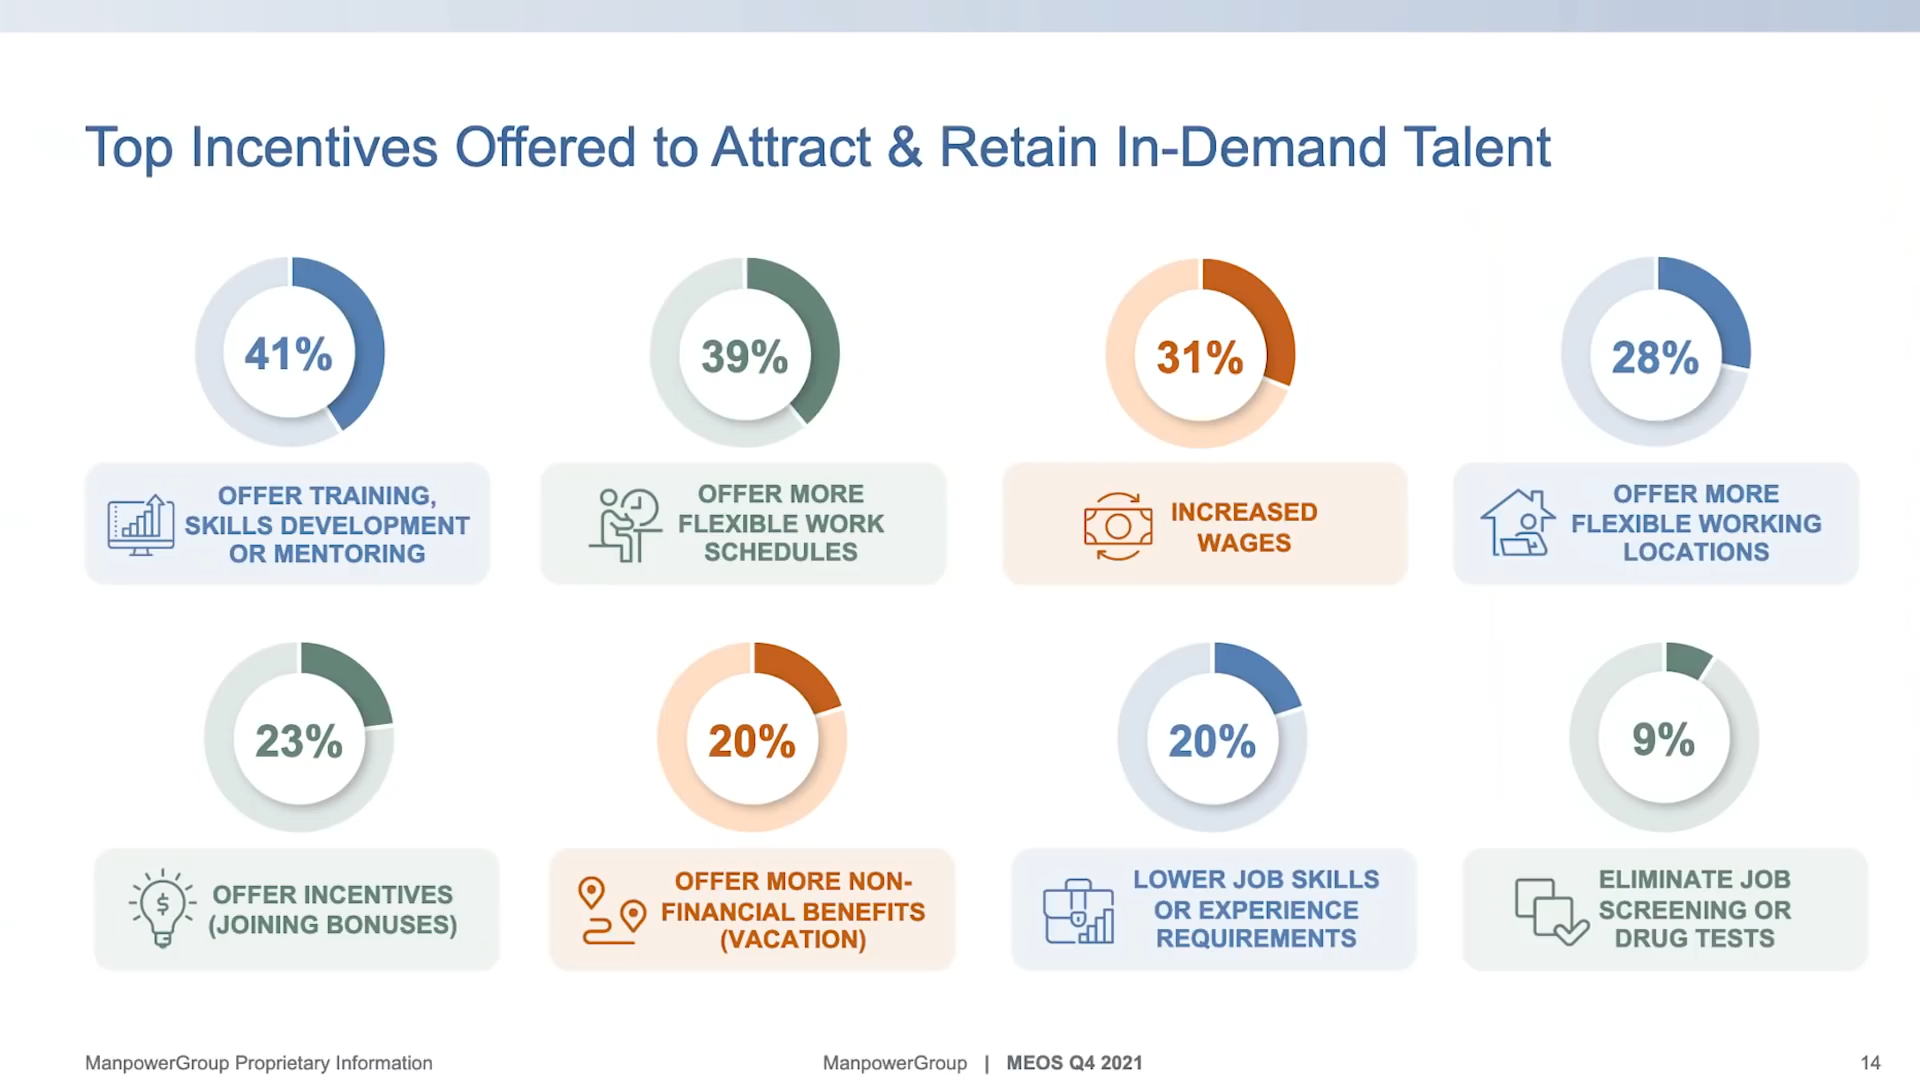 Top Incentives Offered to Attract & Retain In-Demand Talent
41%
39%
31%
28%
OFFER TRAINING,
SKILLS DEVELOPMENT
OR MENTORING
OFFER MORE
FLEXIBLE WORK
SCHEDULES
INCREASED
WAGES
OFFER MORE
FLEXIBLE WORKING
LOCATIONS
23%
20%
20%
9%
$
OFFER INCENTIVES
(JOINING BONUSES)
OFFER MORE NON-
FINANCIAL BENEFITS
(VACATION)
LOWER JOB SKILLS
OR EXPERIENCE
REQUIREMENTS
ELIMINATE JOB
SCREENING OR
DRUG TESTS
ManpowerGroup Proprietary Information
ManpowerGroup | MEOS Q4 2021
14